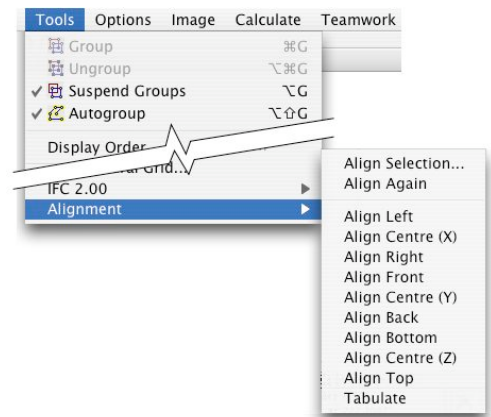 Tools Options Image Calculate Teamwork
Group ⌘G
Ungroup ⌥⌘G
✓ Suspend Groups ⌥G
✓ Autogroup ⌥⇧G
Display Order
Grid...
IFC 2.00
Alignment
Align Selection...
Align Again
Align Left
Align Centre (X)
Align Right
Align Front
Align Centre (Y)
Align Back
Align Bottom
Align Centre (Z)
Align Top
Tabulate